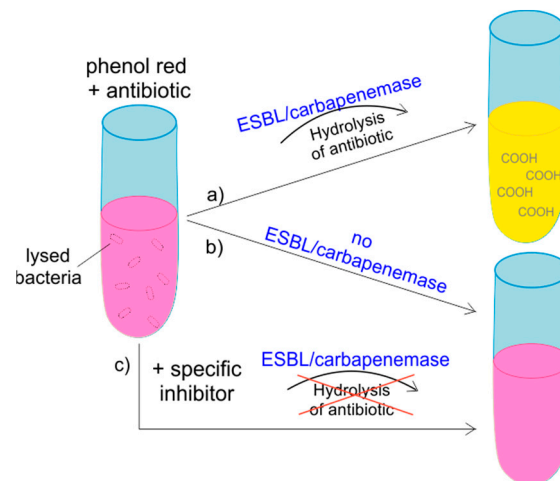 phenol red
+ antibiotic
lysed
bacteria
a)
ESBL/carbapenemase
Hydrolysis
of antibiotic
COOH
COOH
COOH
COOH
b)
no
ESBL/carbapenemase
c)
+ specific
inhibitor
ESBL/carbapenemase
Hydrolysis
of antibiotic